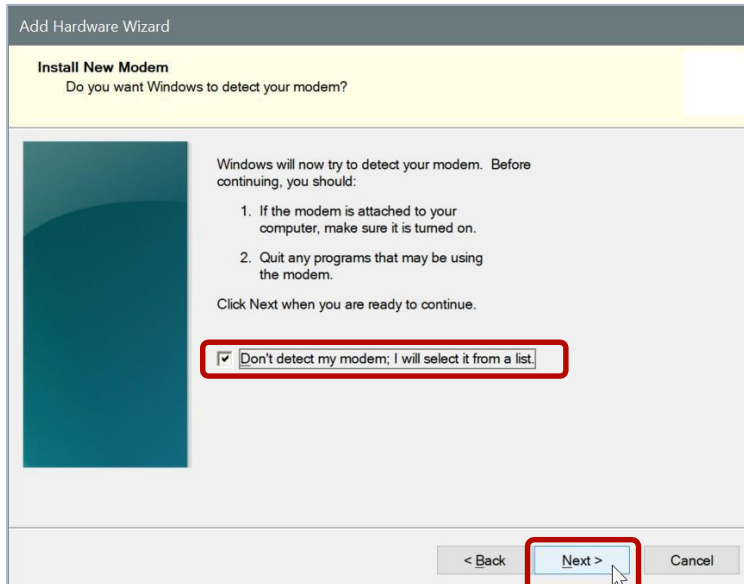 Add Hardware Wizard
Install New Modem
Do you want Windows to detect your modem?
Windows will now try to detect your modem. Before
continuing, you should:
1. If the modem is attached to your
computer, make sure it is turned on.
2. Quit any programs that may be using
the modem.
Click Next when you are ready to continue.
Don't detect my modem; I will select it from a list.
< Back Next > Cancel